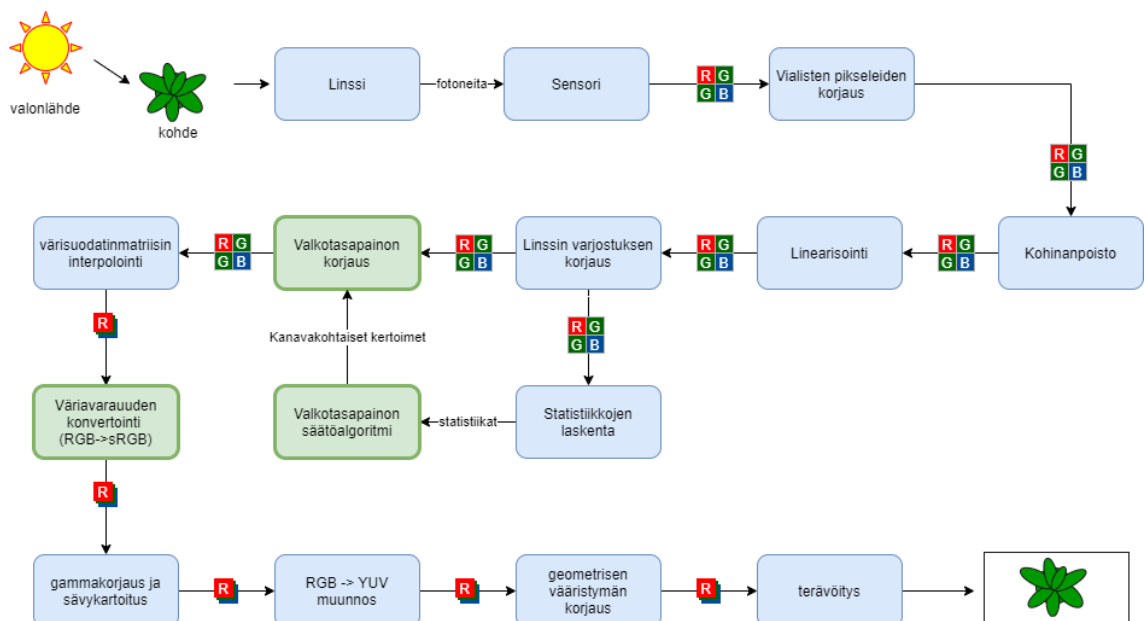 valonlähde
kohde
Linssi
fotoneita
Sensori
R G
G B
Vialisten pikseleiden
korjaus
R G
G B
Kohinanpoisto
R G
G B
Linearisointi
R G
G B
Linssin varjostuksen
korjaus
R G
G B
Valkotasapainon
korjaus
R G
G B
värisuodatinmatriisin
interpolointi
R G
G B
Statistiikkojen
laskenta
statistiikat
Valkotasapainon
säätöalgoritmi
Kanavakohtaiset kertoimet
R
Väriavarauuden
konvertointi
(RGB->sRGB)
R
gammakorjaus ja
sävykartoitus
R
RGB -> YUV
muunnos
R
geometrisen
vääristymän
korjaus
R
terävöitys